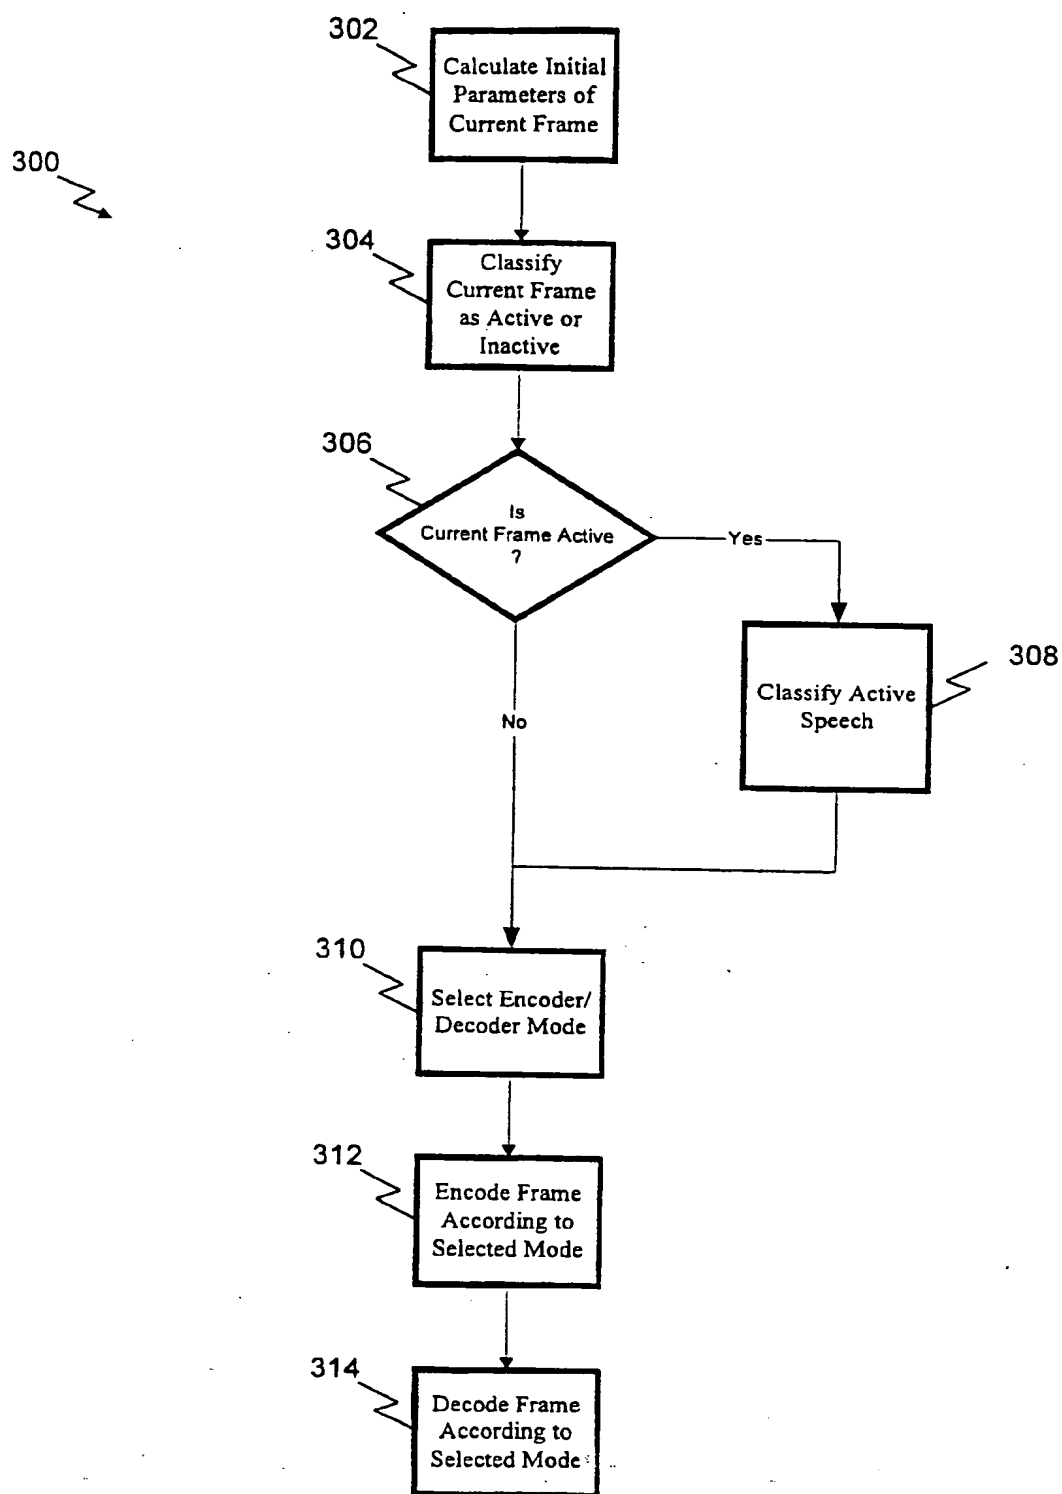 302
Calculate Initial
Parameters of
Current Frame
300
304
Classify
Current Frame
as Active or
Inactive
306
Is
Current Frame Active
?
Yes
308
Classify Active
Speech
No
310
Select Encoder/
Decoder Mode
312
Encode Frame
According to
Selected Mode
314
Decode Frame
According to
Selected Mode